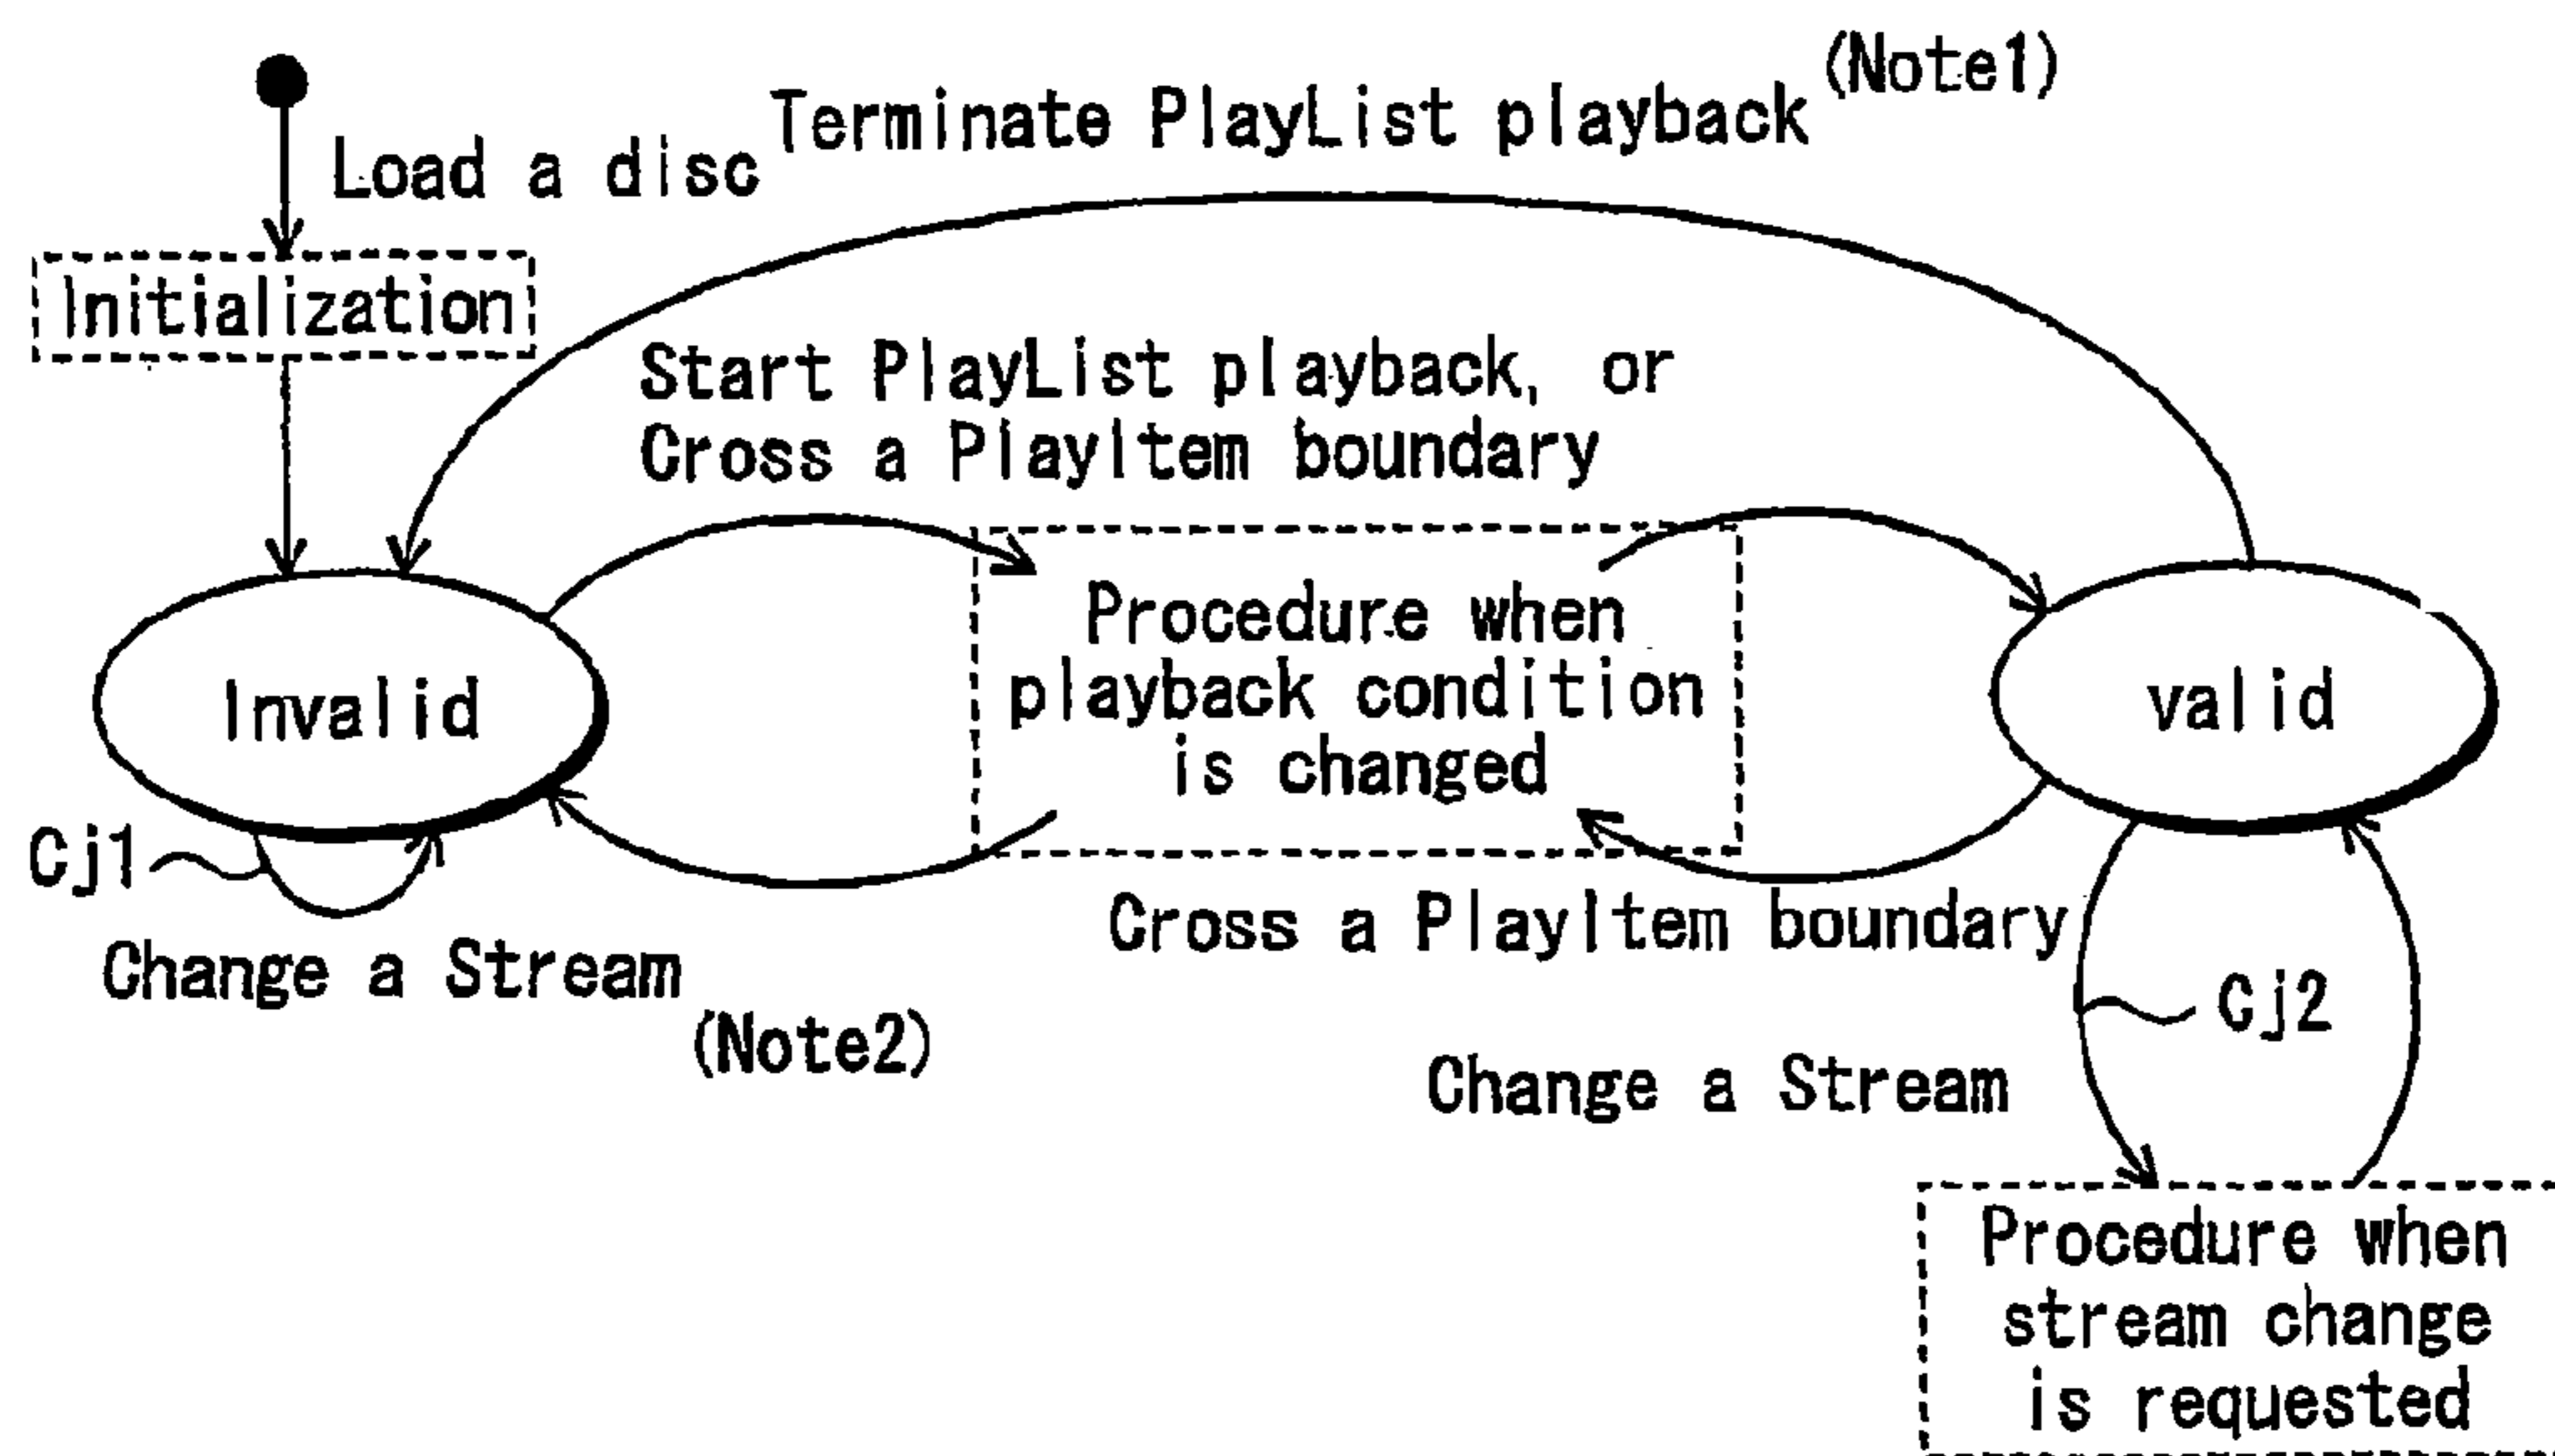 (Note1)
Terminate PlayList playback
Load a disc
Initialization
Start PlayList playback, or
Cross a PlayItem boundary
Procedure when
playback condition
is changed
Invalid
valid
Cj1
Cross a PlayItem boundary
Change a Stream
(Note2)
Cj2
Change a Stream
Procedure when
stream change
is requested